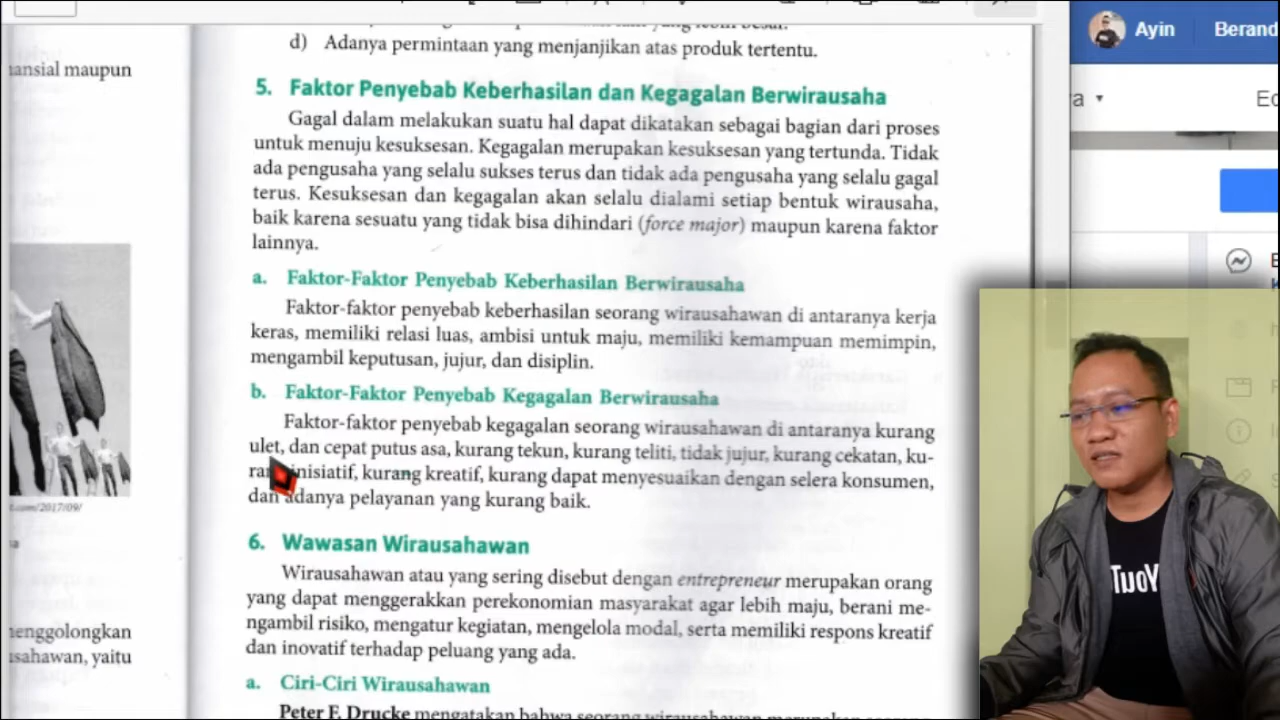 d) Adanya permintaan yang menjanjikan atas produk tertentu.
5. Faktor Penyebab Keberhasilan dan Kegagalan Berwirausaha
Gagal dalam melakukan suatu hal dapat dikatakan sebagai bagian dari proses
untuk menuju kesuksesan. Kegagalan merupakan kesuksesan yang tertunda. Tidak
ada pengusaha yang selalu sukses terus dan tidak ada pengusaha yang selalu gagal
terus. Kesuksesan dan kegagalan akan selalu dialami setiap bentuk wirausaha,
baik karena sesuatu yang tidak bisa dihindari (force major) maupun karena faktor
lainnya.
a. Faktor-Faktor Penyebab Keberhasilan Berwirausaha
Faktor-faktor penyebab keberhasilan seorang wirausahawan di antaranya kerja
keras, memiliki relasi luas, ambisi untuk maju, memiliki kemampuan memimpin,
mengambil keputusan, jujur, dan disiplin.
b. Faktor-Faktor Penyebab Kegagalan Berwirausaha
Faktor-faktor penyebab kegagalan seorang wirausahawan di antaranya kurang
ulet, dan cepat putus asa, kurang tekun, kurang teliti, tidak jujur, kurang cekatan, ku-
inisiatif, kurang kreatif, kurang dapat menyesuaikan dengan selera konsumen,
dan adanya pelayanan yang kurang baik.
6. Wawasan Wirausahawan
Wirausahawan atau yang sering disebut dengan entrepreneur merupakan orang
yang dapat menggerakkan perekonomian masyarakat agar lebih maju, berani me-
ngambil risiko, mengatur kegiatan, mengelola modal, serta memiliki respons kreatif
dan inovatif terhadap peluang yang ada.
a. Ciri-Ciri Wirausahawan
Peter F. Drucke mengatakan bahwa seorang wirausahawan merupakan
ansial maupun
.com/2017/09/
enggolongkan
sahawan, yaitu
Ayin
Berand